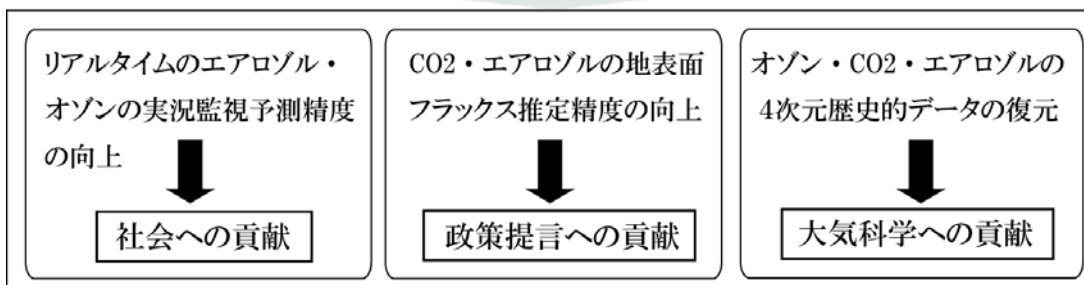 リアルタイムのエアロゾル・
オゾンの実況監視予測精度
の向上
社会への貢献
CO2・エアロゾルの地表面
フラックス推定精度の向上
政策提言への貢献
オゾン・CO2・エアロゾルの
4次元歴史的データの復元
大気科学への貢献